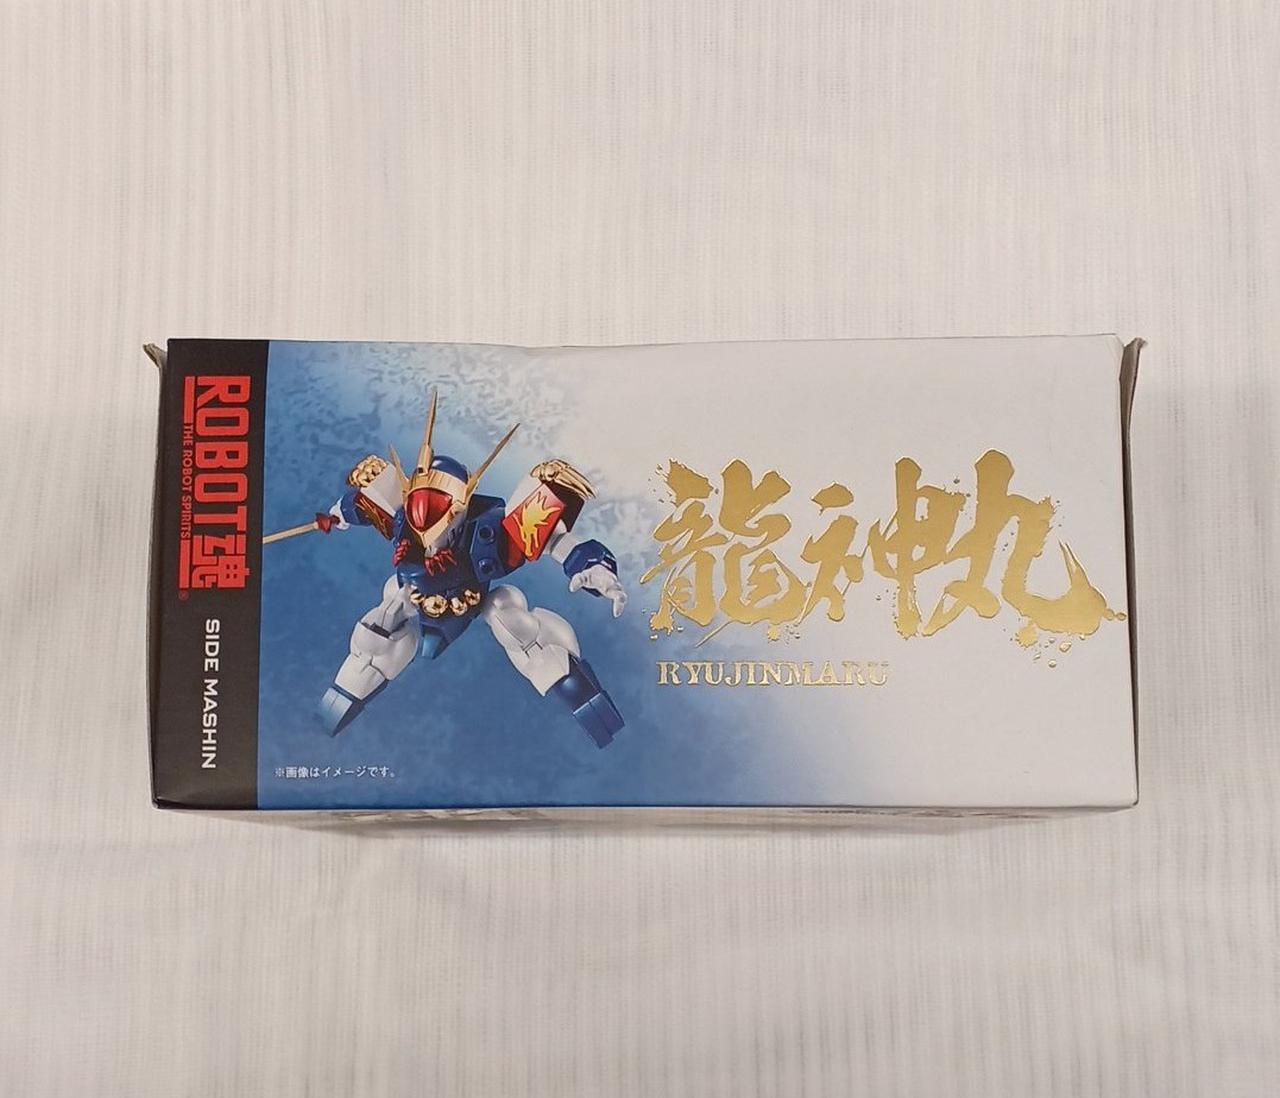 ROBOT魂
THE ROBOT SPIRITS
®
SIDE MASHIN
龍神丸
RYUJINMARU
※画像はイメージです。